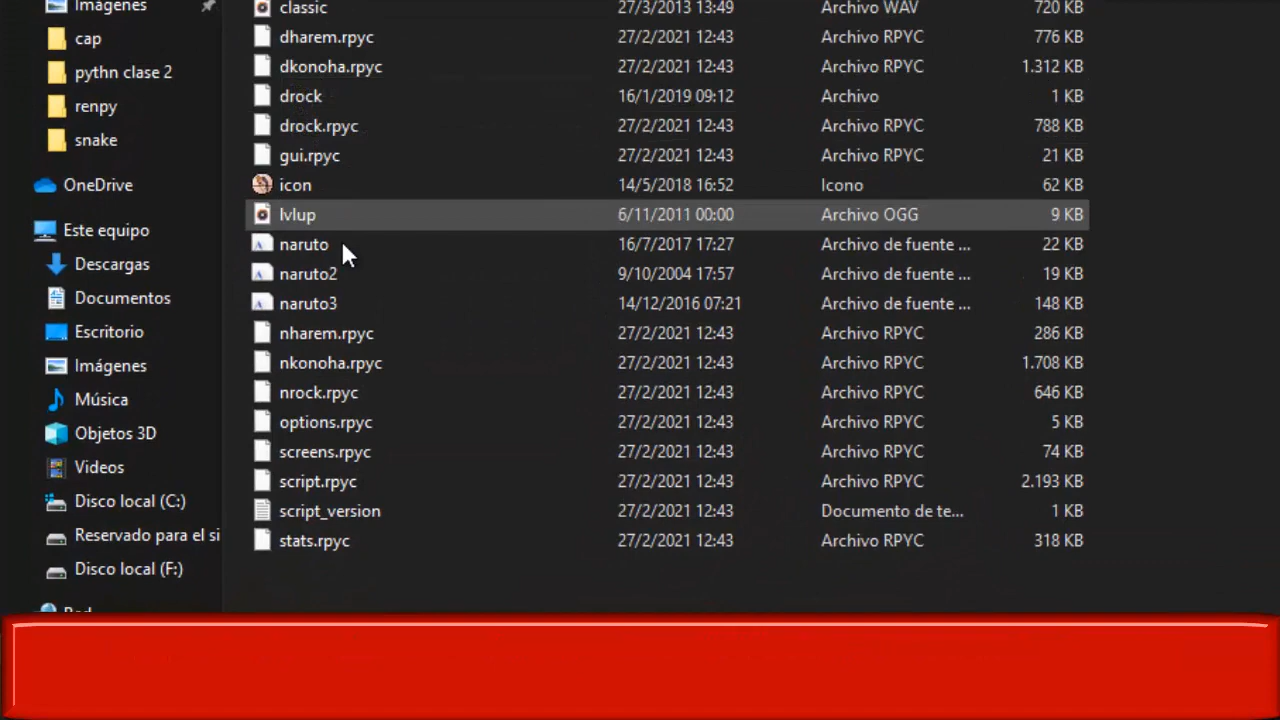 Imágenes
cap
pythn clase 2
renpy
snake
OneDrive
Este equipo
Descargas
Documentos
Escritorio
Imágenes
Música
Objetos 3D
Videos
Disco local (C:)
Reservado para el si
Disco local (F:)
Red
classic 27/3/2013 13:49 Archivo WAV 720 KB
dharem.rpyc 27/2/2021 12:43 Archivo RPYC 776 KB
dkonoha.rpyc 27/2/2021 12:43 Archivo RPYC 1.312 KB
drock 16/1/2019 09:12 Archivo 1 KB
drock.rpyc 27/2/2021 12:43 Archivo RPYC 788 KB
gui.rpyc 27/2/2021 12:43 Archivo RPYC 21 KB
icon 14/5/2018 16:52 Icono 62 KB
lvlup 6/11/2011 00:00 Archivo OGG 9 KB
naruto 16/7/2017 17:27 Archivo de fuente ... 22 KB
naruto2 9/10/2004 17:57 Archivo de fuente ... 19 KB
naruto3 14/12/2016 07:21 Archivo de fuente ... 148 KB
nharem.rpyc 27/2/2021 12:43 Archivo RPYC 286 KB
nkonoha.rpyc 27/2/2021 12:43 Archivo RPYC 1.708 KB
nrock.rpyc 27/2/2021 12:43 Archivo RPYC 646 KB
options.rpyc 27/2/2021 12:43 Archivo RPYC 5 KB
screens.rpyc 27/2/2021 12:43 Archivo RPYC 74 KB
script.rpyc 27/2/2021 12:43 Archivo RPYC 2.193 KB
script_version 27/2/2021 12:43 Documento de te... 1 KB
stats.rpyc 27/2/2021 12:43 Archivo RPYC 318 KB